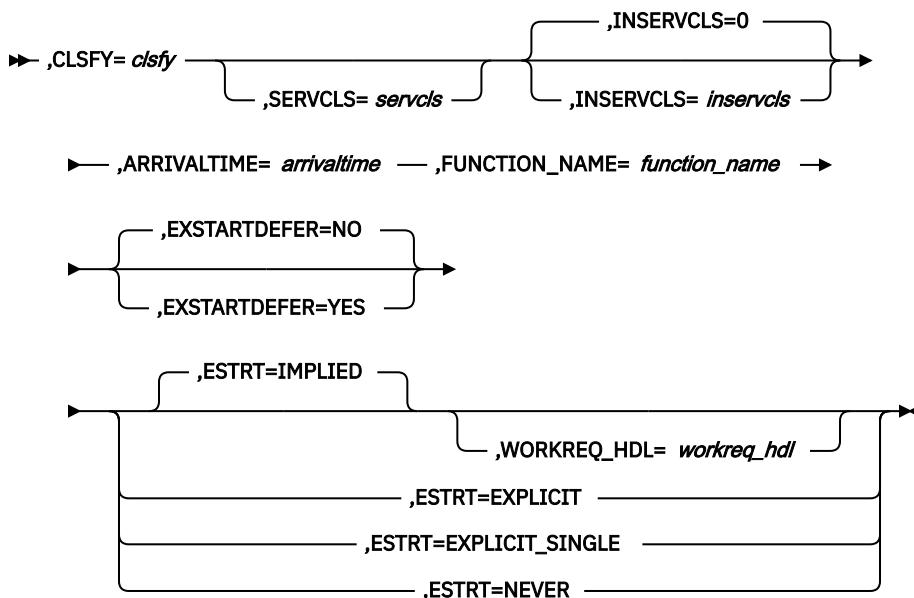 ,INSERVCLS=0
,CLSFY= clsfy
,SERVCLS= servcls
,INSERVCLS= inservcls
,ARRIVALTIME= arrivaltime ,FUNCTION_NAME= function_name
,EXSTARTDEFER=NO
,EXSTARTDEFER=YES
,ESTRT=IMPLIED
,WORKREQ_HDL= workreq_hdl
,ESTRT=EXPLICIT
,ESTRT=EXPLICIT_SINGLE
,ESTRT=NEVER